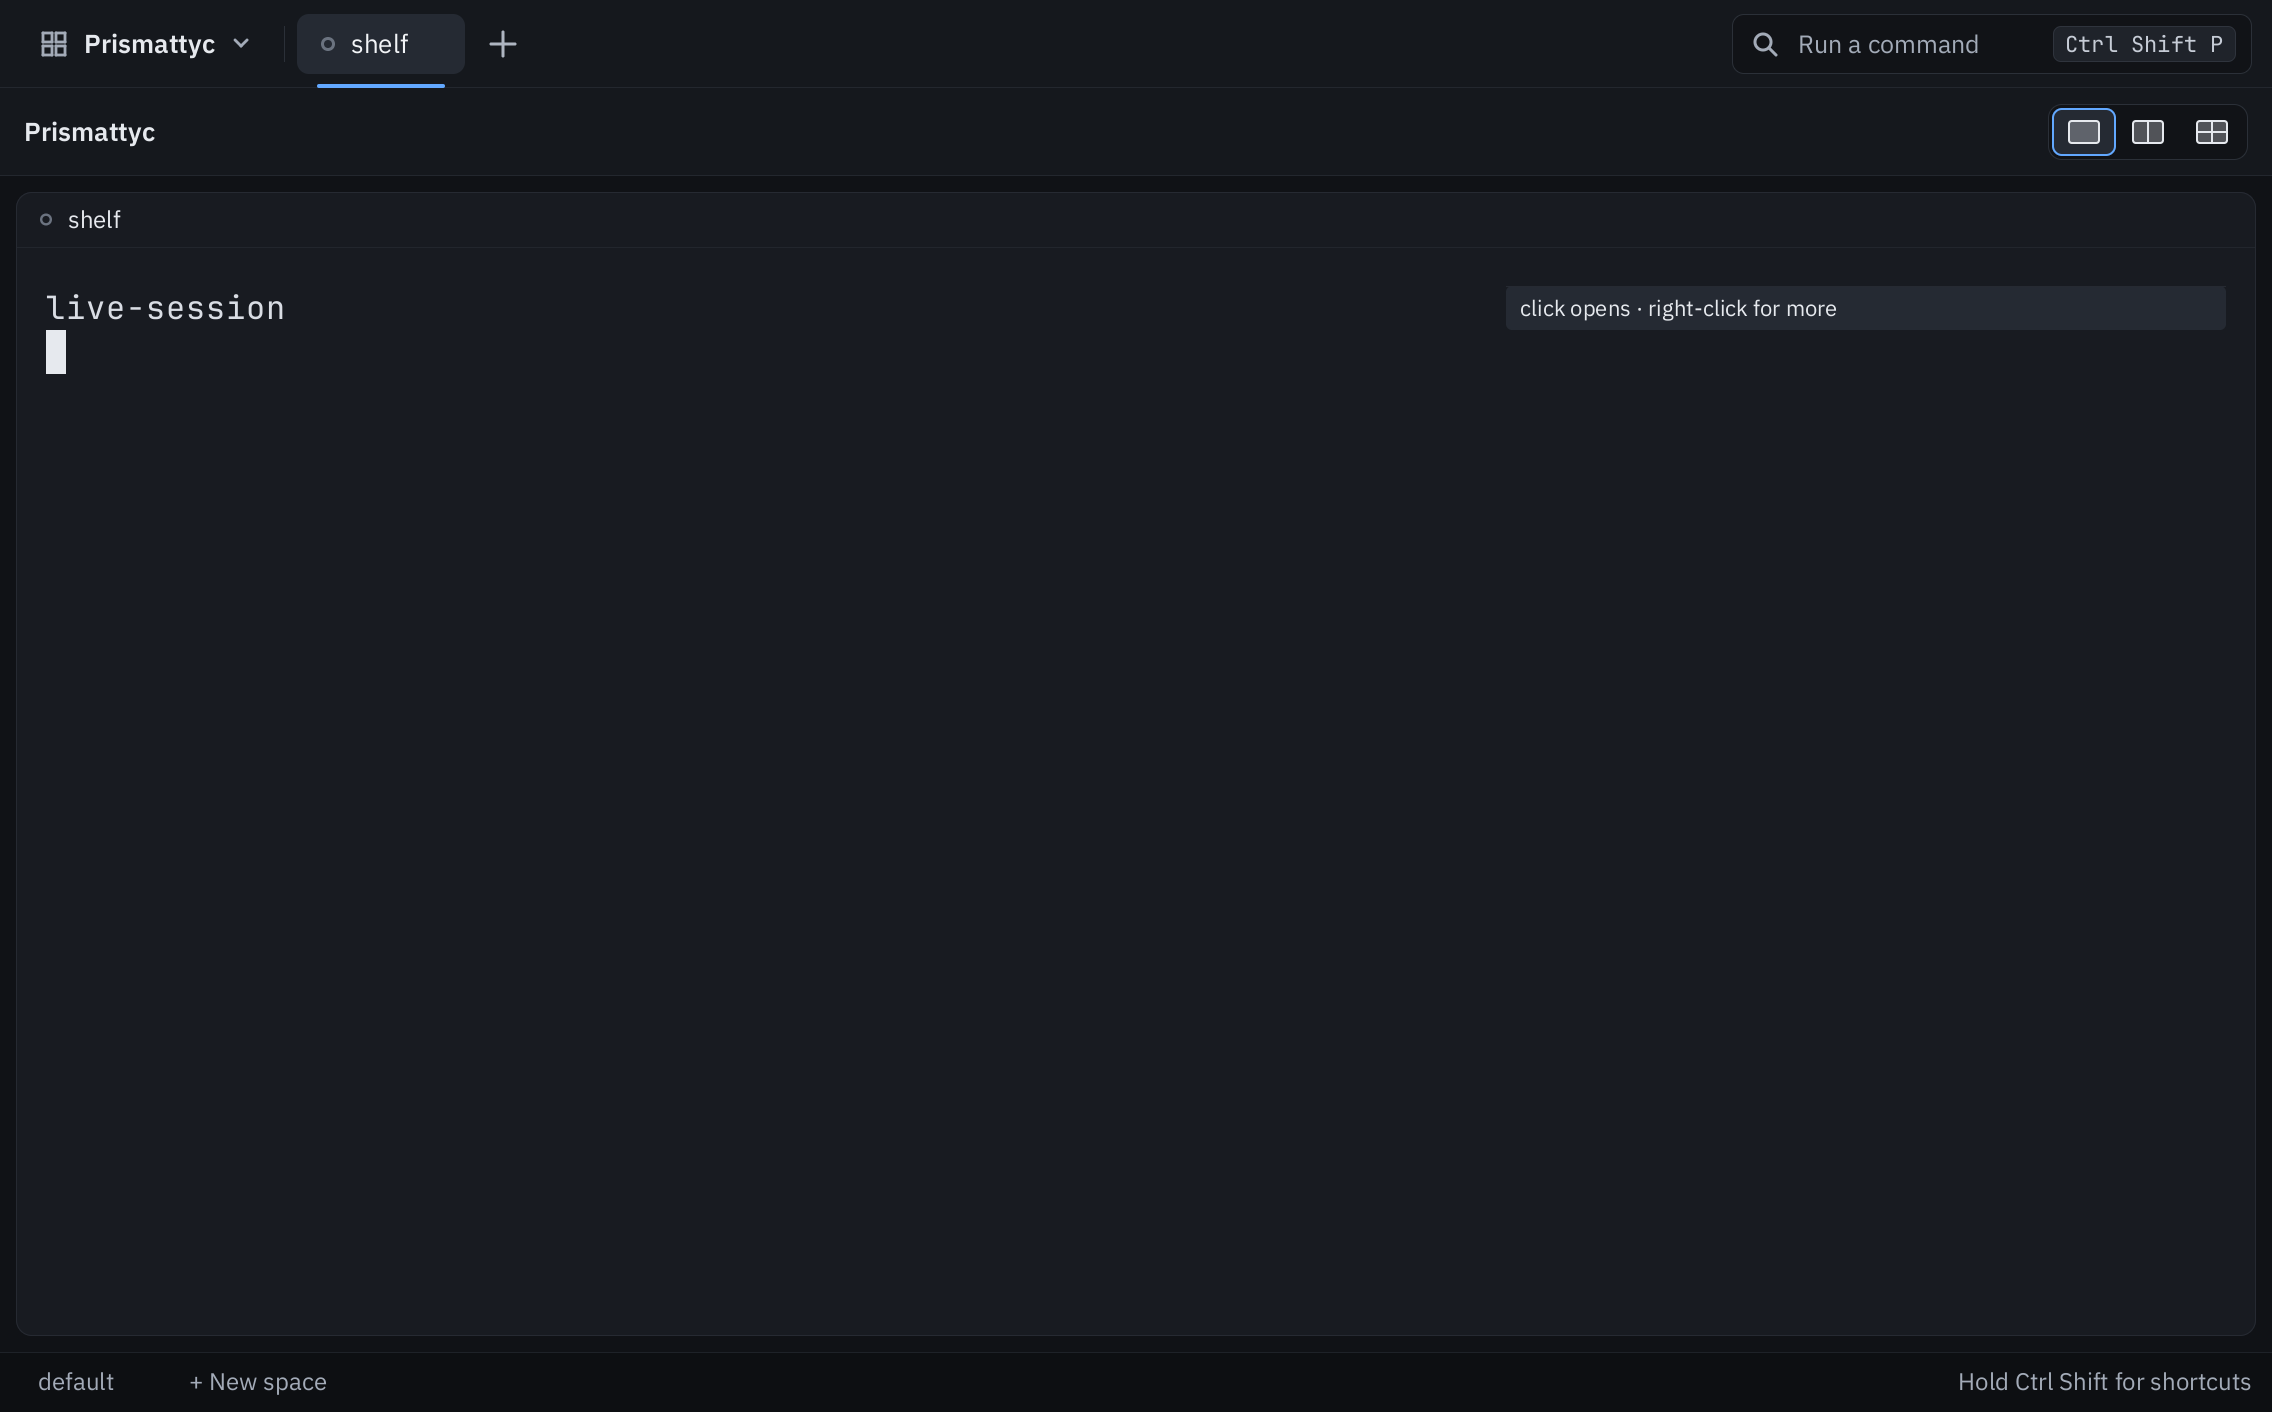 Prismattyc
shelf
Run a command
Ctrl Shift P
Prismattyc
shelf
live-session
click opens · right-click for more
default
+ New space
Hold Ctrl Shift for shortcuts